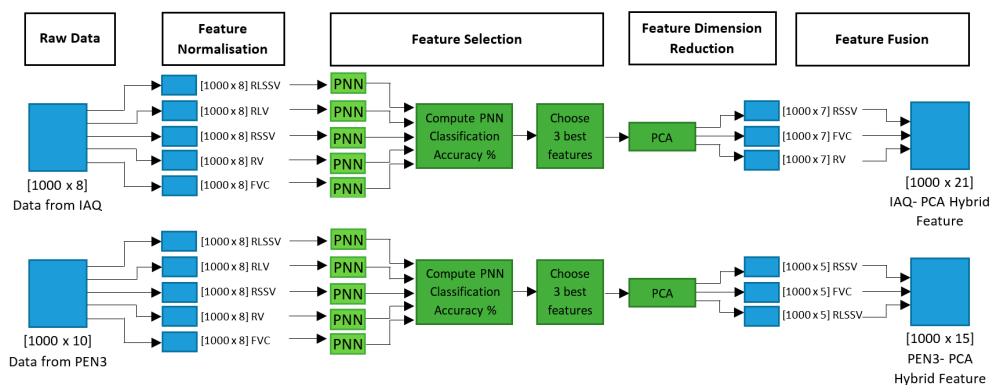 Raw Data
Feature
Normalisation
Feature Selection
Feature Dimension
Reduction
Feature Fusion
[1000 x 8]
Data from IAQ
[1000 x 8] RLSSV
[1000 x 8] RLV
[1000 x 8] RSSV
[1000 x 8] RV
[1000 x 8] FVC
PNN
PNN
PNN
PNN
PNN
Compute PNN
Classification
Accuracy %
Choose
3 best
features
PCA
[1000 x 7] RSSV
[1000 x 7] FVC
[1000 x 7] RV
[1000 x 21]
IAQ- PCA Hybrid
Feature
[1000 x 10]
Data from PEN3
[1000 x 8] RLSSV
[1000 x 8] RLV
[1000 x 8] RSSV
[1000 x 8] RV
[1000 x 8] FVC
PNN
PNN
PNN
PNN
PNN
Compute PNN
Classification
Accuracy %
Choose
3 best
features
PCA
[1000 x 5] RSSV
[1000 x 5] FVC
[1000 x 5] RLSSV
[1000 x 15]
PEN3- PCA
Hybrid Feature